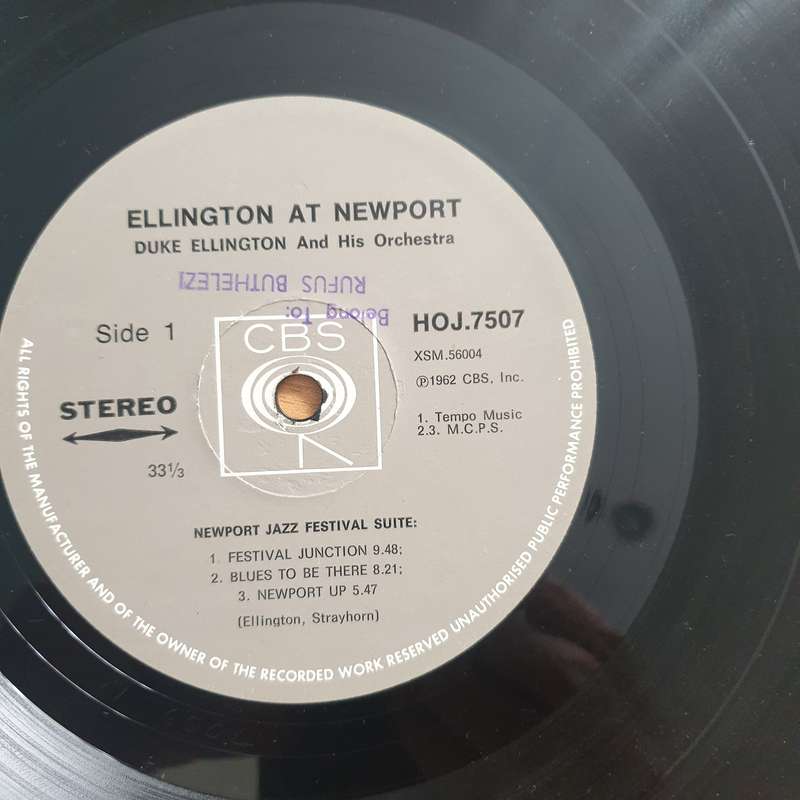 ELLINGTON AT NEWPORT
DUKE ELLINGTON And His Orchestra
Belong To:
RUFUS BUTHELEZI
Side 1
CBS
HOJ.7507
XSM.56004
℗1962 CBS, Inc.
STEREO
1. Tempo Music
2.3. M.C.P.S.
33⅓
NEWPORT JAZZ FESTIVAL SUITE:
1. FESTIVAL JUNCTION 9.48;
2. BLUES TO BE THERE 8.21;
3. NEWPORT UP 5.47
(Ellington, Strayhorn)
ALL RIGHTS OF THE MANUFACTURER AND OF THE OWNER OF THE RECORDED WORK RESERVED UNAUTHORISED PUBLIC PERFORMANCE PROHIBITED